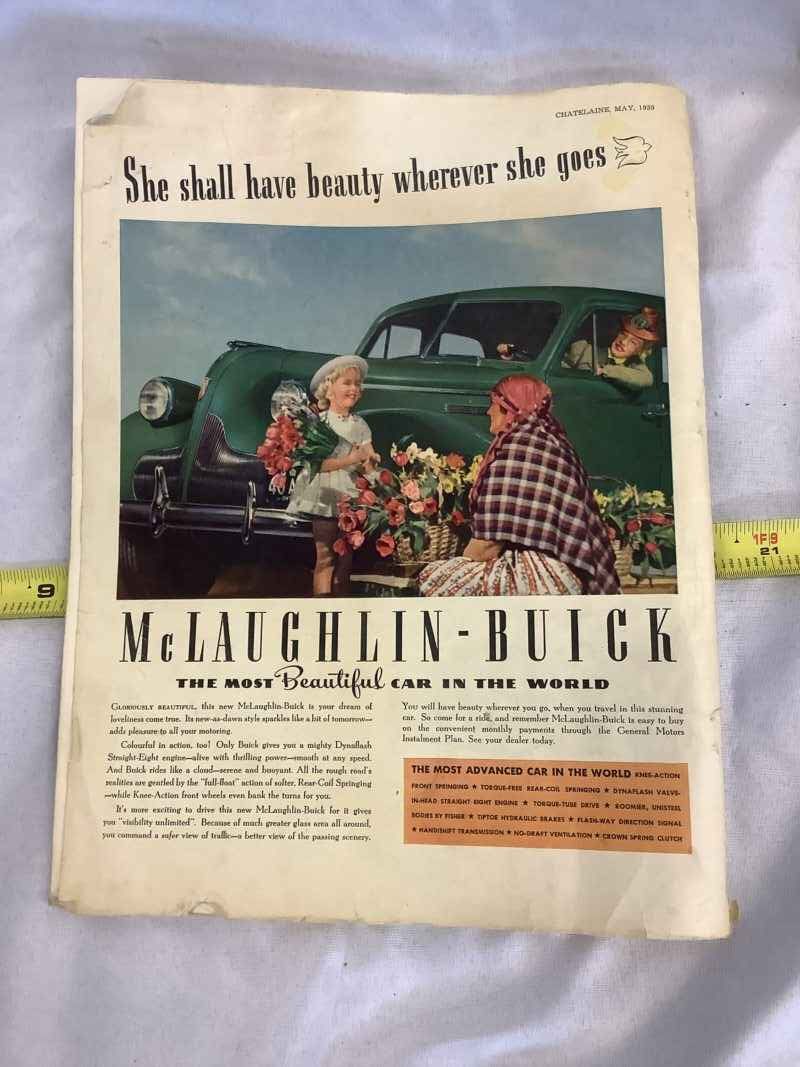 CHATELAINE, MAY, 1939
She shall have beauty wherever she goes
McLAUGHLIN-BUICK
THE MOST Beautiful CAR IN THE WORLD
GLORIOUSLY BEAUTIFUL, this new McLaughlin-Buick is your dream of
loveliness come true. Its new-as-dawn style sparkles like a bit of tomorrow—
adds pleasure to all your motoring.
Colourful in action, too! Only Buick gives you a mighty Dynaflash
Straight-Eight engine—alive with thrilling power—smooth at any speed.
And Buick rides like a cloud—serene and buoyant. All the rough road's
realities are gentled by the "full-float" action of softer, Rear-Coil Springing
—while Knee-Action front wheels even bank the turns for you.
It's more exciting to drive this new McLaughlin-Buick for it gives
you "visibility unlimited". Because of much greater glass area all around,
you command a safer view of traffic—a better view of the passing scenery.
You will have beauty wherever you go, when you travel in this stunning
car. So come for a ride, and remember McLaughlin-Buick is easy to buy
on the convenient monthly payments through the General Motors
Instalment Plan. See your dealer today.
THE MOST ADVANCED CAR IN THE WORLD KNEE-ACTION
FRONT SPRINGING ★ TORQUE-FREE REAR-COIL SPRINGING ★ DYNAFLASH VALVE-
IN-HEAD STRAIGHT EIGHT ENGINE ★ TORQUE-TUBE DRIVE ★ ROOMIER, UNISTEEL
BODIES BY FISHER ★ TIPTOE HYDRAULIC BRAKES ★ FLASH-WAY DIRECTION SIGNAL
★ HANDISHIFT TRANSMISSION ★ NO-DRAFT VENTILATION ★ CROWN SPRING CLUTCH
9
1F9
21